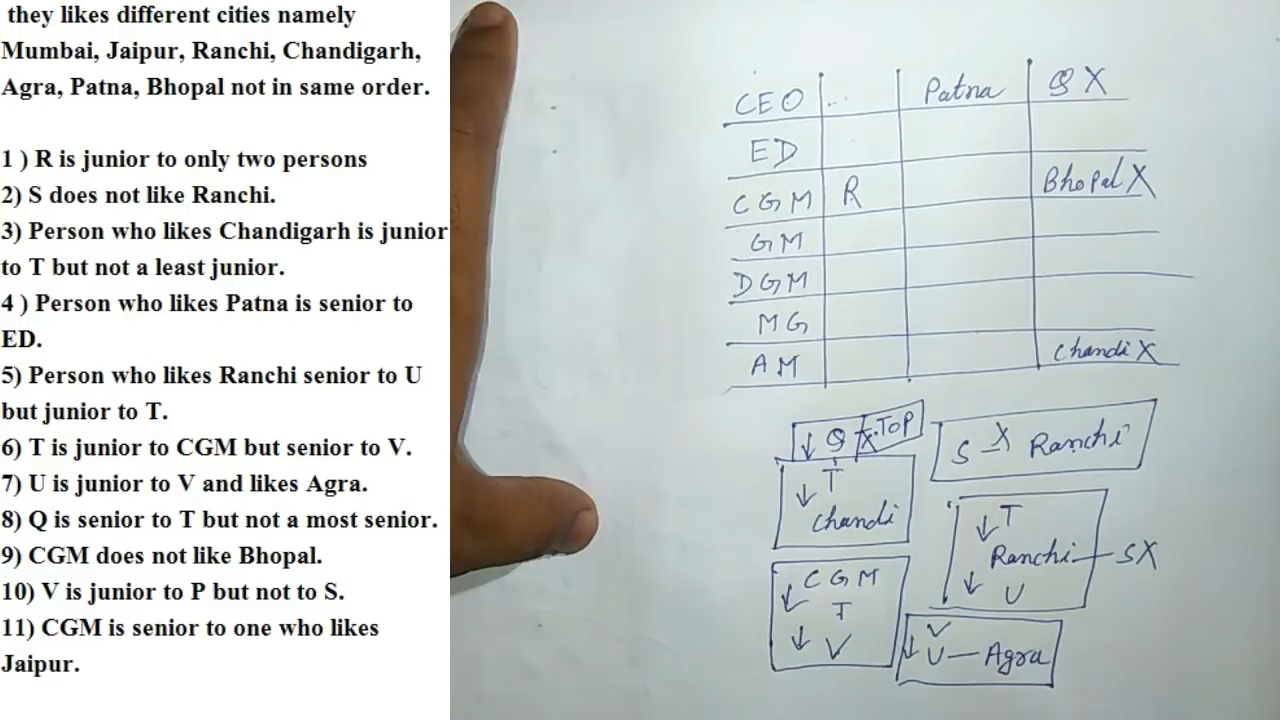 they likes different cities namely
Mumbai, Jaipur, Ranchi, Chandigarh,
Agra, Patna, Bhopal not in same order.
1 ) R is junior to only two persons
2) S does not like Ranchi.
3) Person who likes Chandigarh is junior
to T but not a least junior.
4 ) Person who likes Patna is senior to
ED.
5) Person who likes Ranchi senior to U
but junior to T.
6) T is junior to CGM but senior to V.
7) U is junior to V and likes Agra.
8) Q is senior to T but not a most senior.
9) CGM does not like Bhopal.
10) V is junior to P but not to S.
11) CGM is senior to one who likes
Jaipur.
CEO Patna Q X
ED
CGM R Bhopal X
GM
DGM
MG
AM Chandi X
↓ Q X TOP
T
↓ Chandi
S -X Ranchi
↓ T
Ranchi — S X
↓ U
↓ CGM
T
↓ V
V
↓ U — Agra